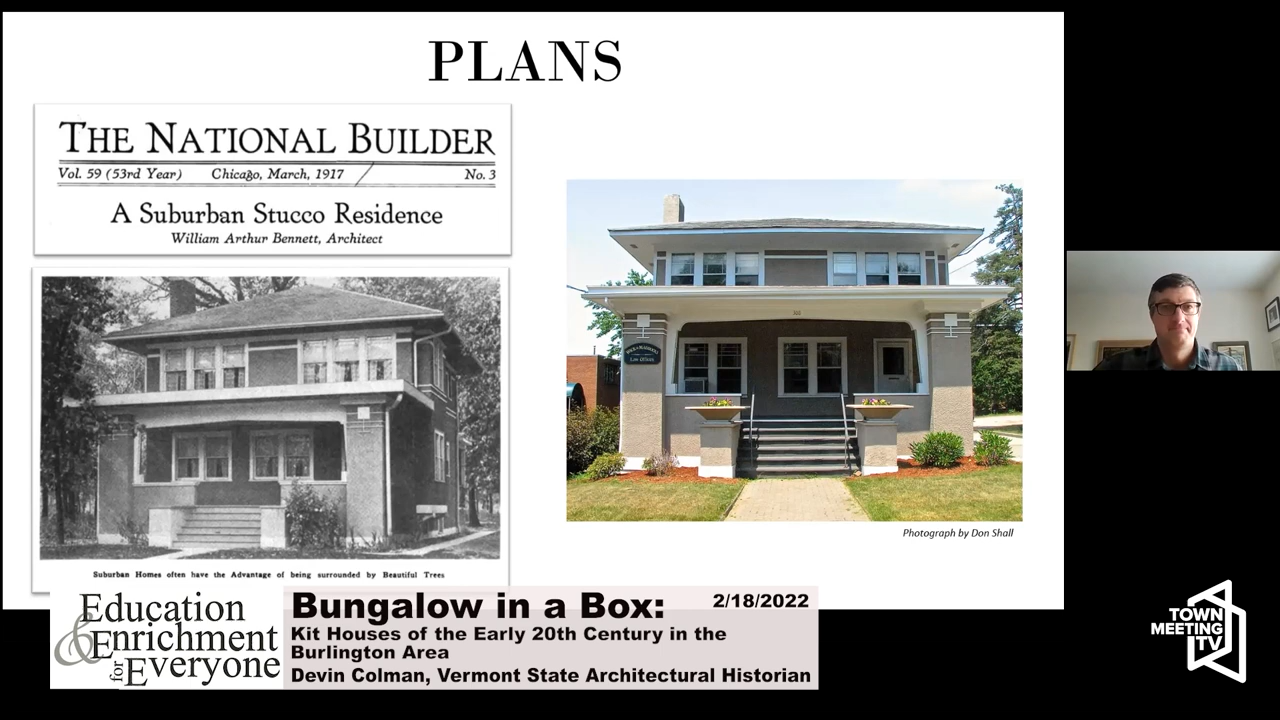 PLANS
THE NATIONAL BUILDER
Vol. 59 (53rd Year) Chicago, March, 1917 No. 3
A Suburban Stucco Residence
William Arthur Bennett, Architect
Suburban Homes often have the Advantage of being surrounded by Beautiful Trees
Law Offices
Photograph by Don Shall
Education
& Enrichment
for Everyone
Bungalow in a Box: 2/18/2022
Kit Houses of the Early 20th Century in the
Burlington Area
Devin Colman, Vermont State Architectural Historian
TOWN
MEETING
TV